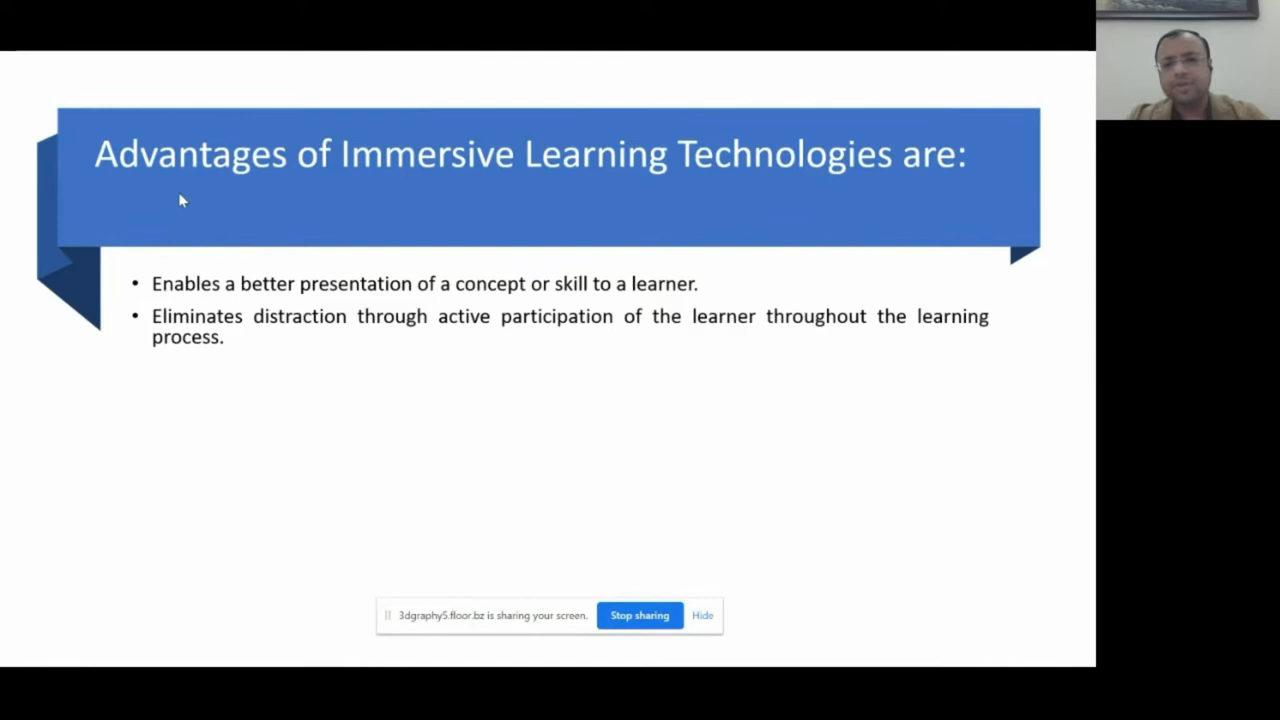 Advantages of Immersive Learning Technologies are:
• Enables a better presentation of a concept or skill to a learner.
• Eliminates distraction through active participation of the learner throughout the learning
process.
3dgraphy5.floor.bz is sharing your screen. Stop sharing Hide